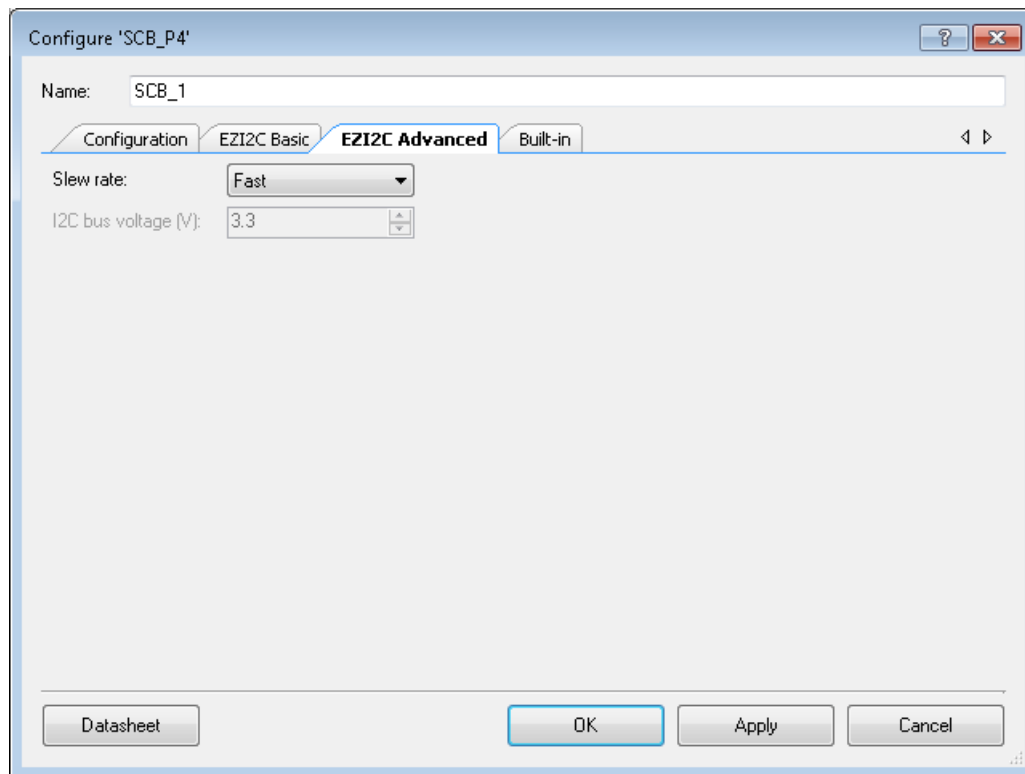 Configure 'SCB_P4'
Name: SCB_1
Configuration EZI2C Basic EZI2C Advanced Built-in
Slew rate: Fast
I2C bus voltage (V): 3.3
Datasheet OK Apply Cancel